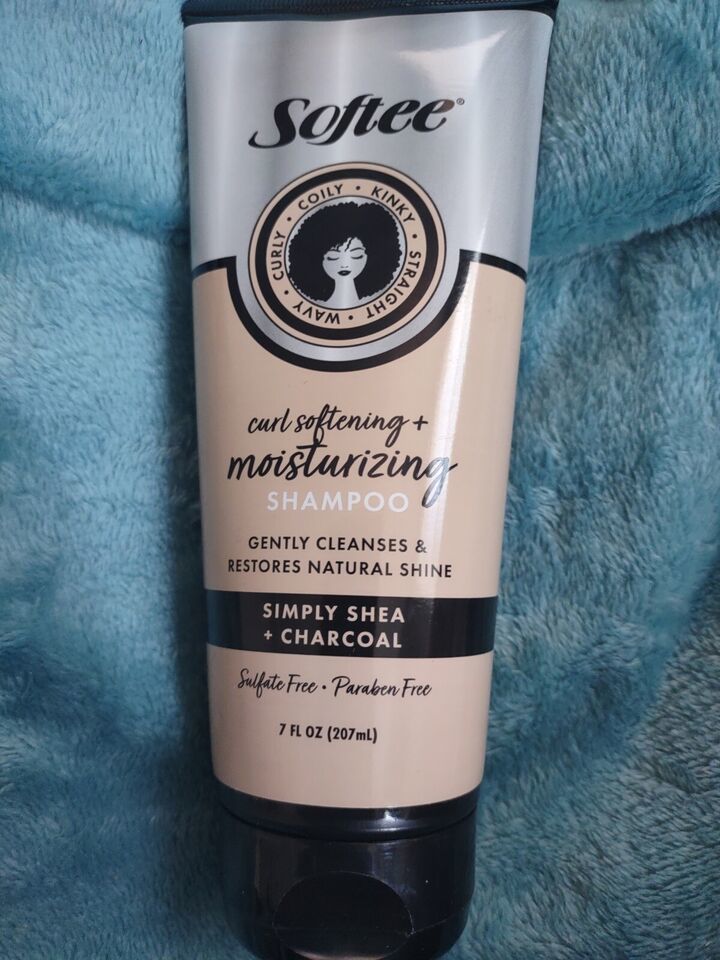 Softee®
WAVY • CURLY • COILY • KINKY • STRAIGHT •
curl softening +
moisturizing
SHAMPOO
GENTLY CLEANSES &
RESTORES NATURAL SHINE
SIMPLY SHEA
+ CHARCOAL
Sulfate Free • Paraben Free
7 FL OZ (207mL)